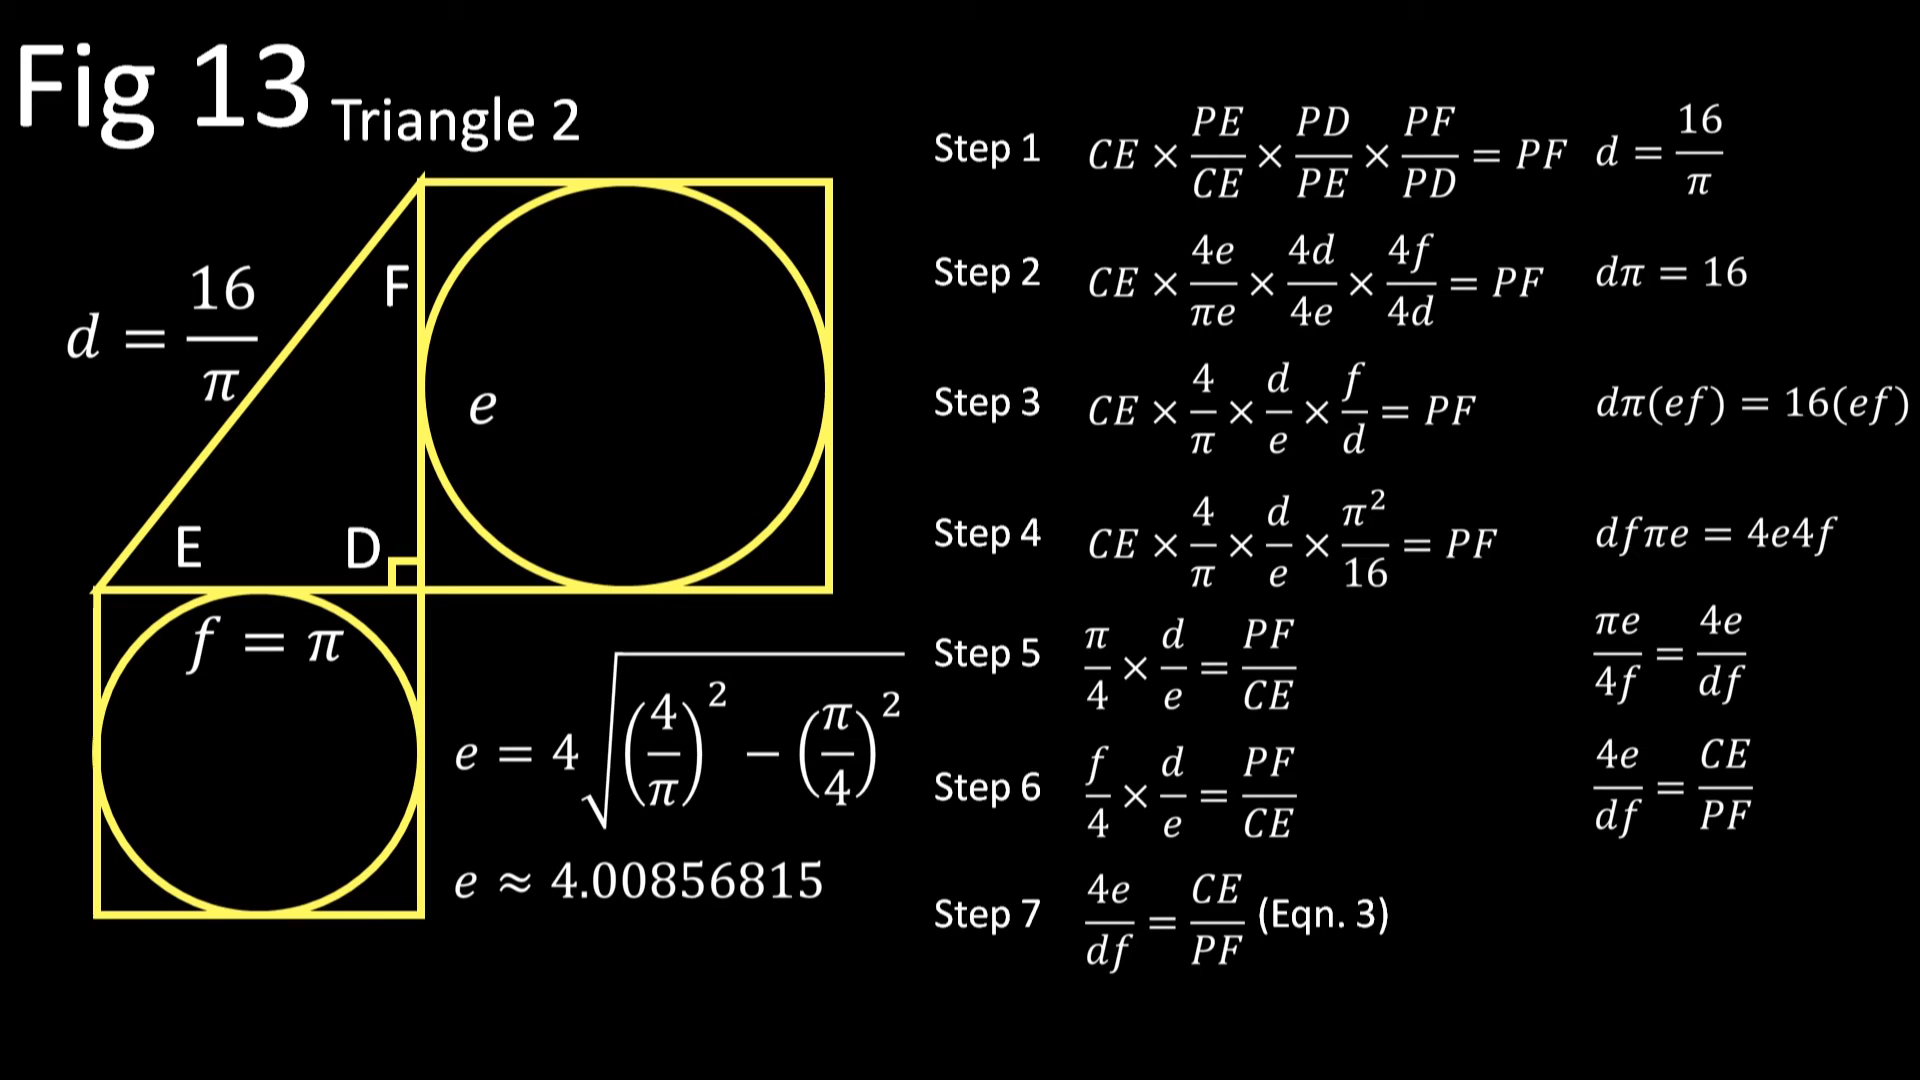 Fig 13 Triangle 2
F
d = 16/π
e
E
D
f = π
e = 4√((4/π)² − (π/4)²)
e ≈ 4.00856815
Step 1 CE × PE/CE × PD/PE × PF/PD = PF d = 16/π
Step 2 CE × 4e/πe × 4d/4e × 4f/4d = PF dπ = 16
Step 3 CE × 4/π × d/e × f/d = PF dπ(ef) = 16(ef)
Step 4 CE × 4/π × d/e × π²/16 = PF dfπe = 4e4f
Step 5 π/4 × d/e = PF/CE πe/4f = 4e/df
Step 6 f/4 × d/e = PF/CE 4e/df = CE/PF
Step 7 4e/df = CE/PF (Eqn. 3)